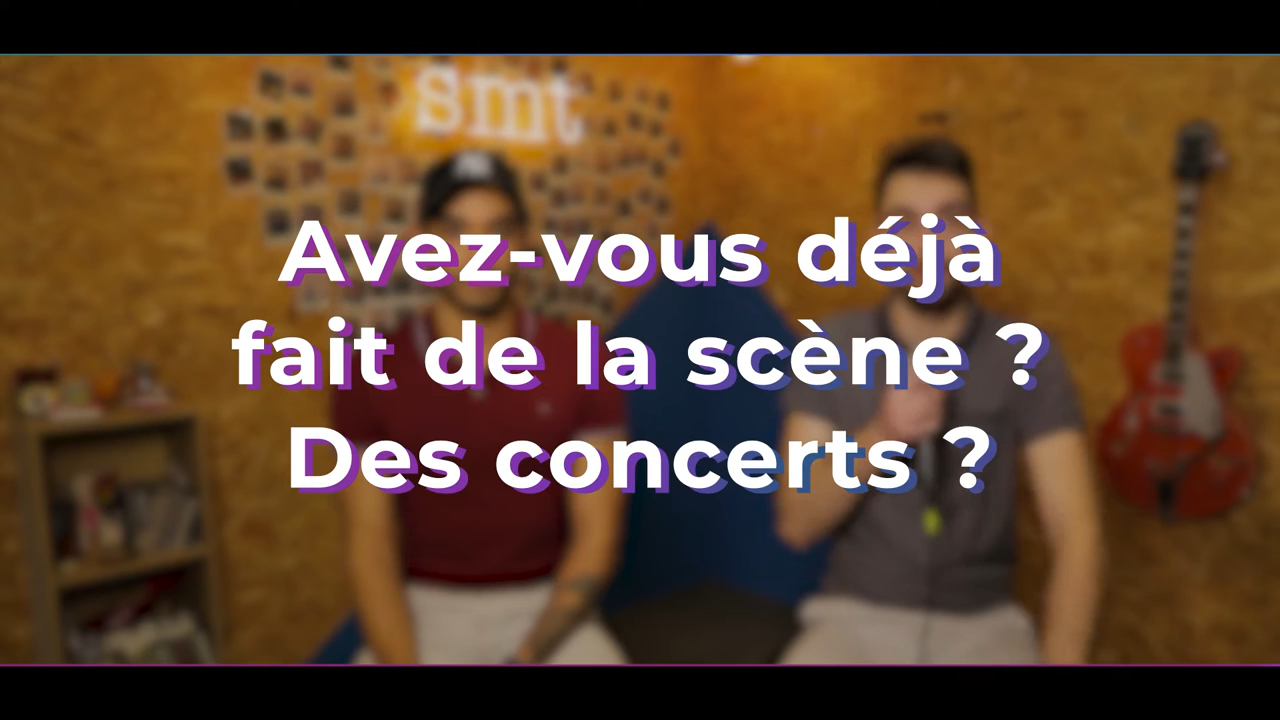 smt
Avez-vous déjà
fait de la scène ?
Des concerts ?